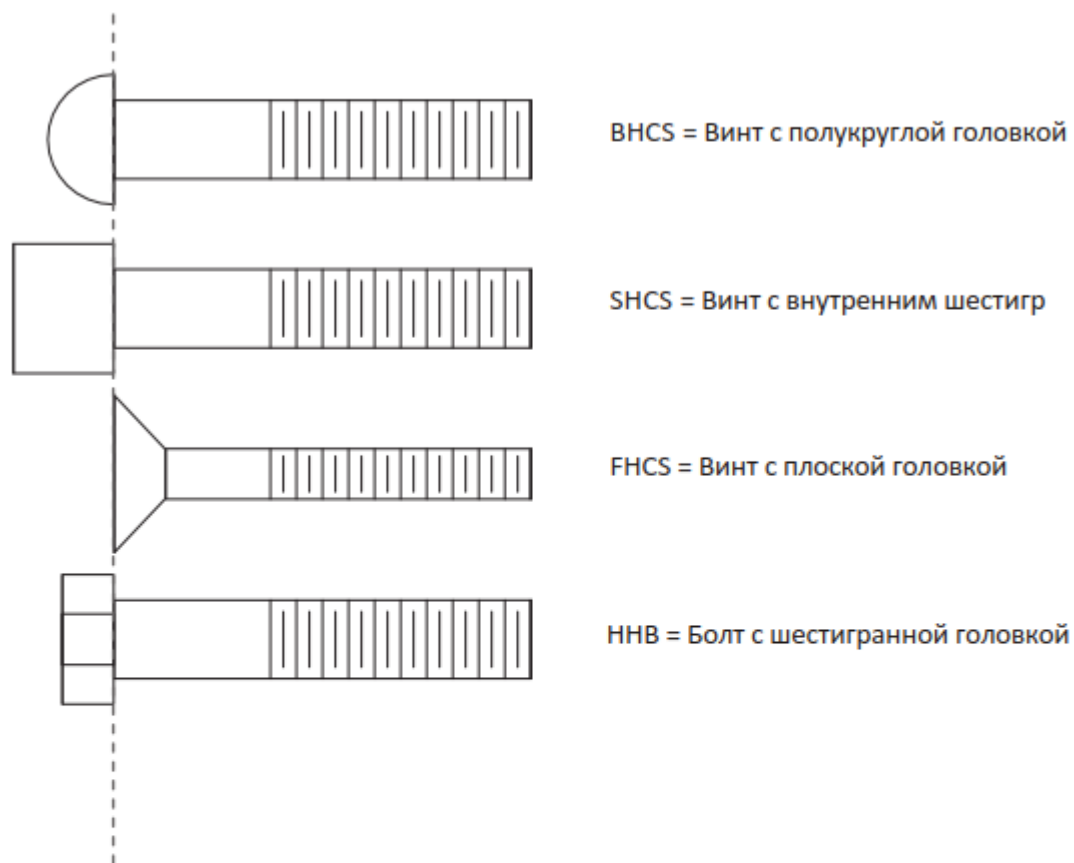 BHCS = Винт с полукруглой головкой
SHCS = Винт с внутренним шестигр
FHCS = Винт с плоской головкой
HHB = Болт с шестигранной головкой